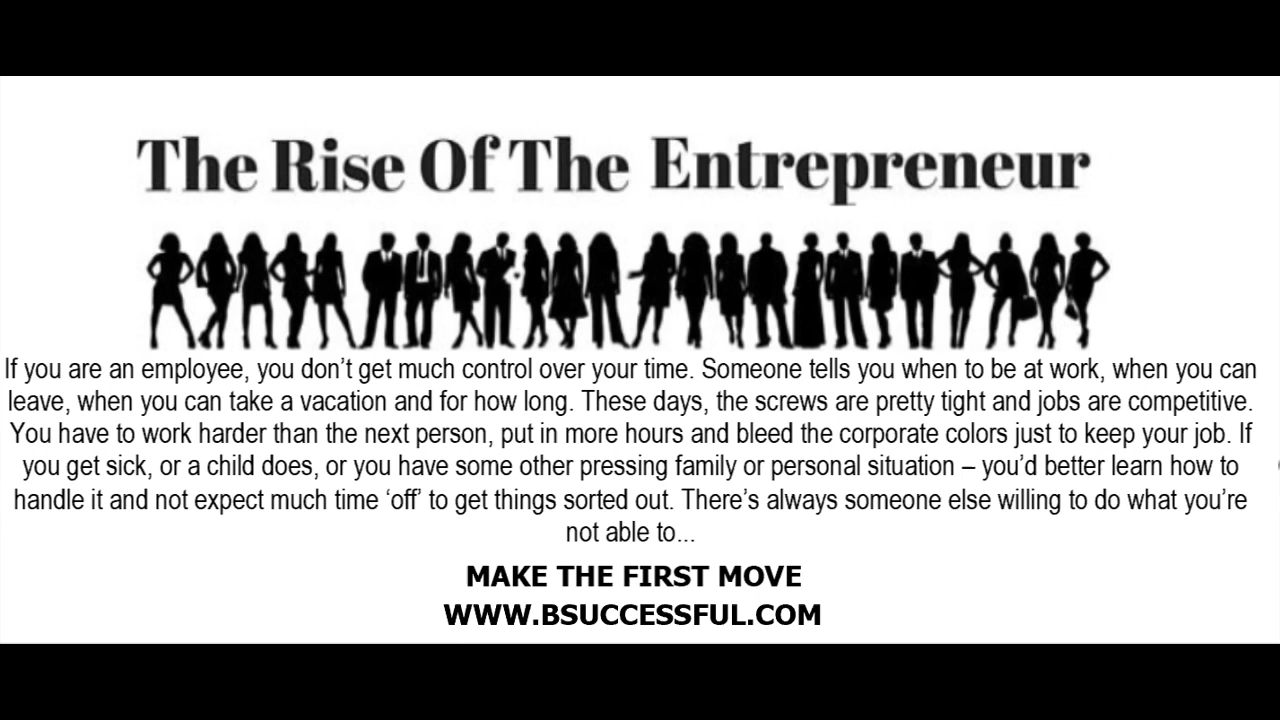 The Rise Of The Entrepreneur
If you are an employee, you don’t get much control over your time. Someone tells you when to be at work, when you can
leave, when you can take a vacation and for how long. These days, the screws are pretty tight and jobs are competitive.
You have to work harder than the next person, put in more hours and bleed the corporate colors just to keep your job. If
you get sick, or a child does, or you have some other pressing family or personal situation – you’d better learn how to
handle it and not expect much time ‘off’ to get things sorted out. There’s always someone else willing to do what you’re
not able to...
MAKE THE FIRST MOVE
WWW.BSUCCESSFUL.COM